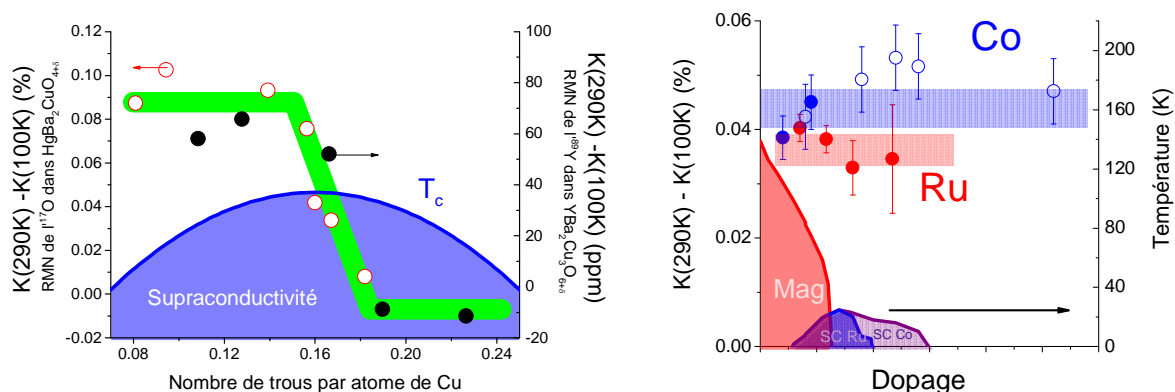 K(290K) -K(100K) (%)
RMN de l'¹⁷O dans HgBa₂CuO₄₊δ
0.12
0.10
0.08
0.06
0.04
0.02
0.00
-0.02
0.08
0.12
0.16
0.20
0.24
Nombre de trous par atome de Cu
Tc
Supraconductivité
100
80
60
40
20
0
-20
K(290K) -K(100K) (ppm)
RMN de l'⁸⁹Y dans YBa₂Cu₃O₆₊δ
K(290K) - K(100K) (%)
0.06
0.04
0.02
0.00
Co
Ru
Mag
SC Ru
SC Co
Dopage
200
160
120
80
40
0
Température (K)